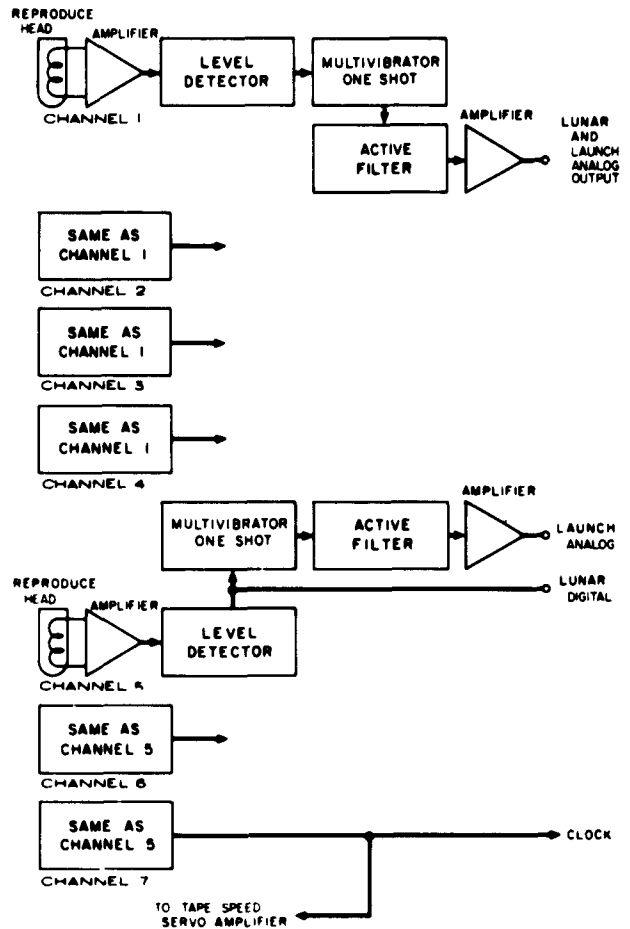 REPRODUCE
HEAD
AMPLIFIER
LEVEL
DETECTOR
MULTIVIBRATOR
ONE SHOT
CHANNEL 1
ACTIVE
FILTER
AMPLIFIER
LUNAR
AND
LAUNCH
ANALOG
OUTPUT
SAME AS
CHANNEL 1
CHANNEL 2
SAME AS
CHANNEL 1
CHANNEL 3
SAME AS
CHANNEL 1
CHANNEL 4
MULTIVIBRATOR
ONE SHOT
ACTIVE
FILTER
AMPLIFIER
LAUNCH
ANALOG
LUNAR
DIGITAL
REPRODUCE
HEAD
AMPLIFIER
LEVEL
DETECTOR
CHANNEL 5
SAME AS
CHANNEL 5
CHANNEL 6
SAME AS
CHANNEL 5
CHANNEL 7
CLOCK
TO TAPE SPEED
SERVO AMPLIFIER